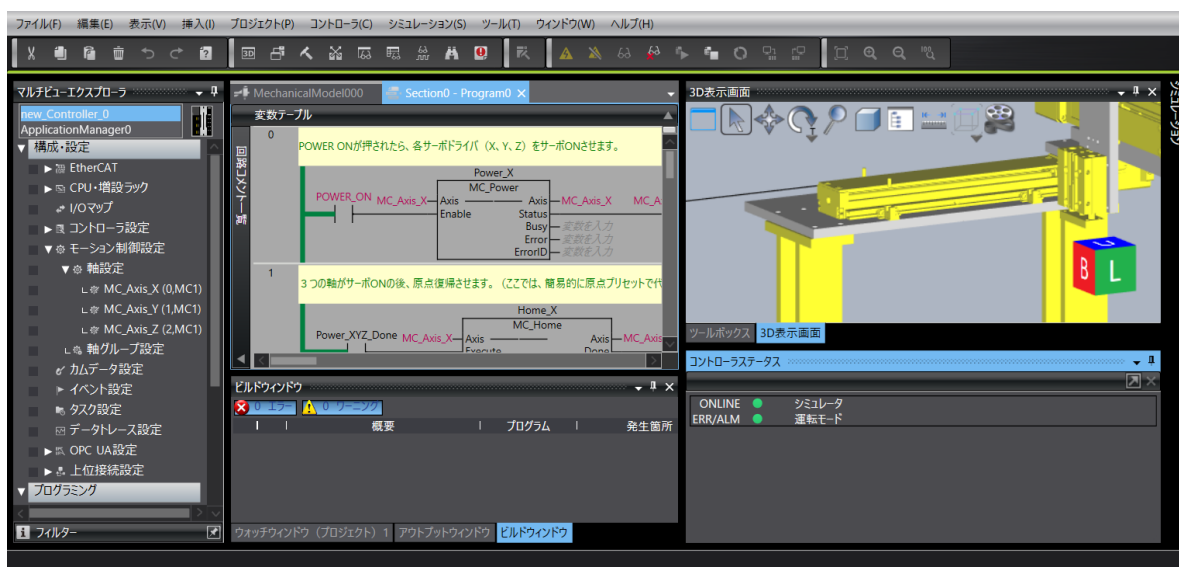 ファイル(F) 編集(E) 表示(V) 挿入(I) プロジェクト(P) コントローラ(C) シミュレーション(S) ツール(T) ウィンドウ(W) ヘルプ(H)
マルチビューエクスプローラ
new_Controller_0
ApplicationManager0
構成・設定
EtherCAT
CPU・増設ラック
I/Oマップ
コントローラ設定
モーション制御設定
軸設定
MC_Axis_X (0,MC1)
MC_Axis_Y (1,MC1)
MC_Axis_Z (2,MC1)
軸グループ設定
カムデータ設定
イベント設定
タスク設定
データトレース設定
OPC UA設定
上位接続設定
プログラミング
フィルター
MechanicalModel000 Section0 - Program0
変数テーブル
回路コメント一覧
0
POWER ONが押されたら、各サーボドライバ（X、Y、Z）をサーボONさせます。
Power_X
MC_Power
POWER_ON MC_Axis_X Axis Axis MC_Axis_X MC_A
Enable Status
Busy 変数を入力
Error 変数を入力
ErrorID 変数を入力
1
３つの軸がサーボONの後、原点復帰させます。（ここでは、簡易的に原点プリセットで代
Home_X
MC_Home
Power_XYZ_Done MC_Axis_X Axis Axis MC_Axis
Execute Done
ビルドウィンドウ
0 エラー 0 ワーニング
! | 概要 | プログラム | 発生箇所
ウォッチウィンドウ（プロジェクト）1 アウトプットウィンドウ ビルドウィンドウ
3D表示画面
B L
ツールボックス 3D表示画面
コントローラステータス
ONLINE シミュレータ
ERR/ALM 運転モード